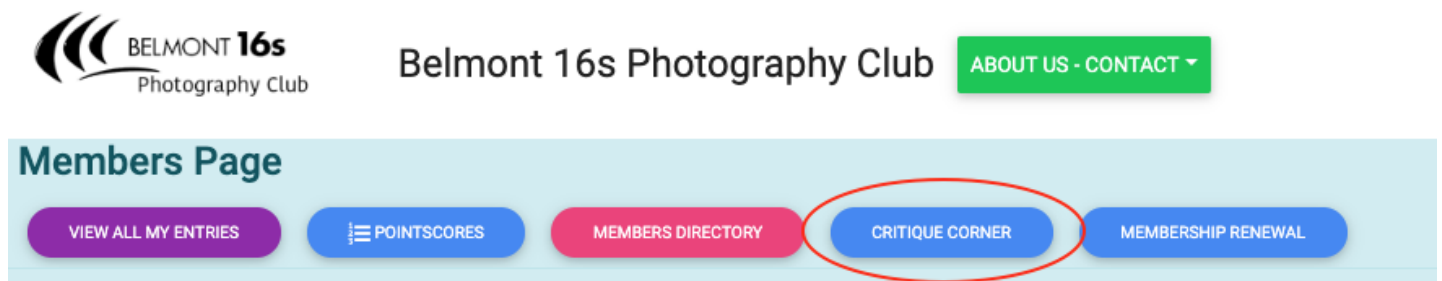 BELMONT 16s
Photography Club
Belmont 16s Photography Club
ABOUT US - CONTACT
Members Page
VIEW ALL MY ENTRIES
POINTSCORES
MEMBERS DIRECTORY
CRITIQUE CORNER
MEMBERSHIP RENEWAL